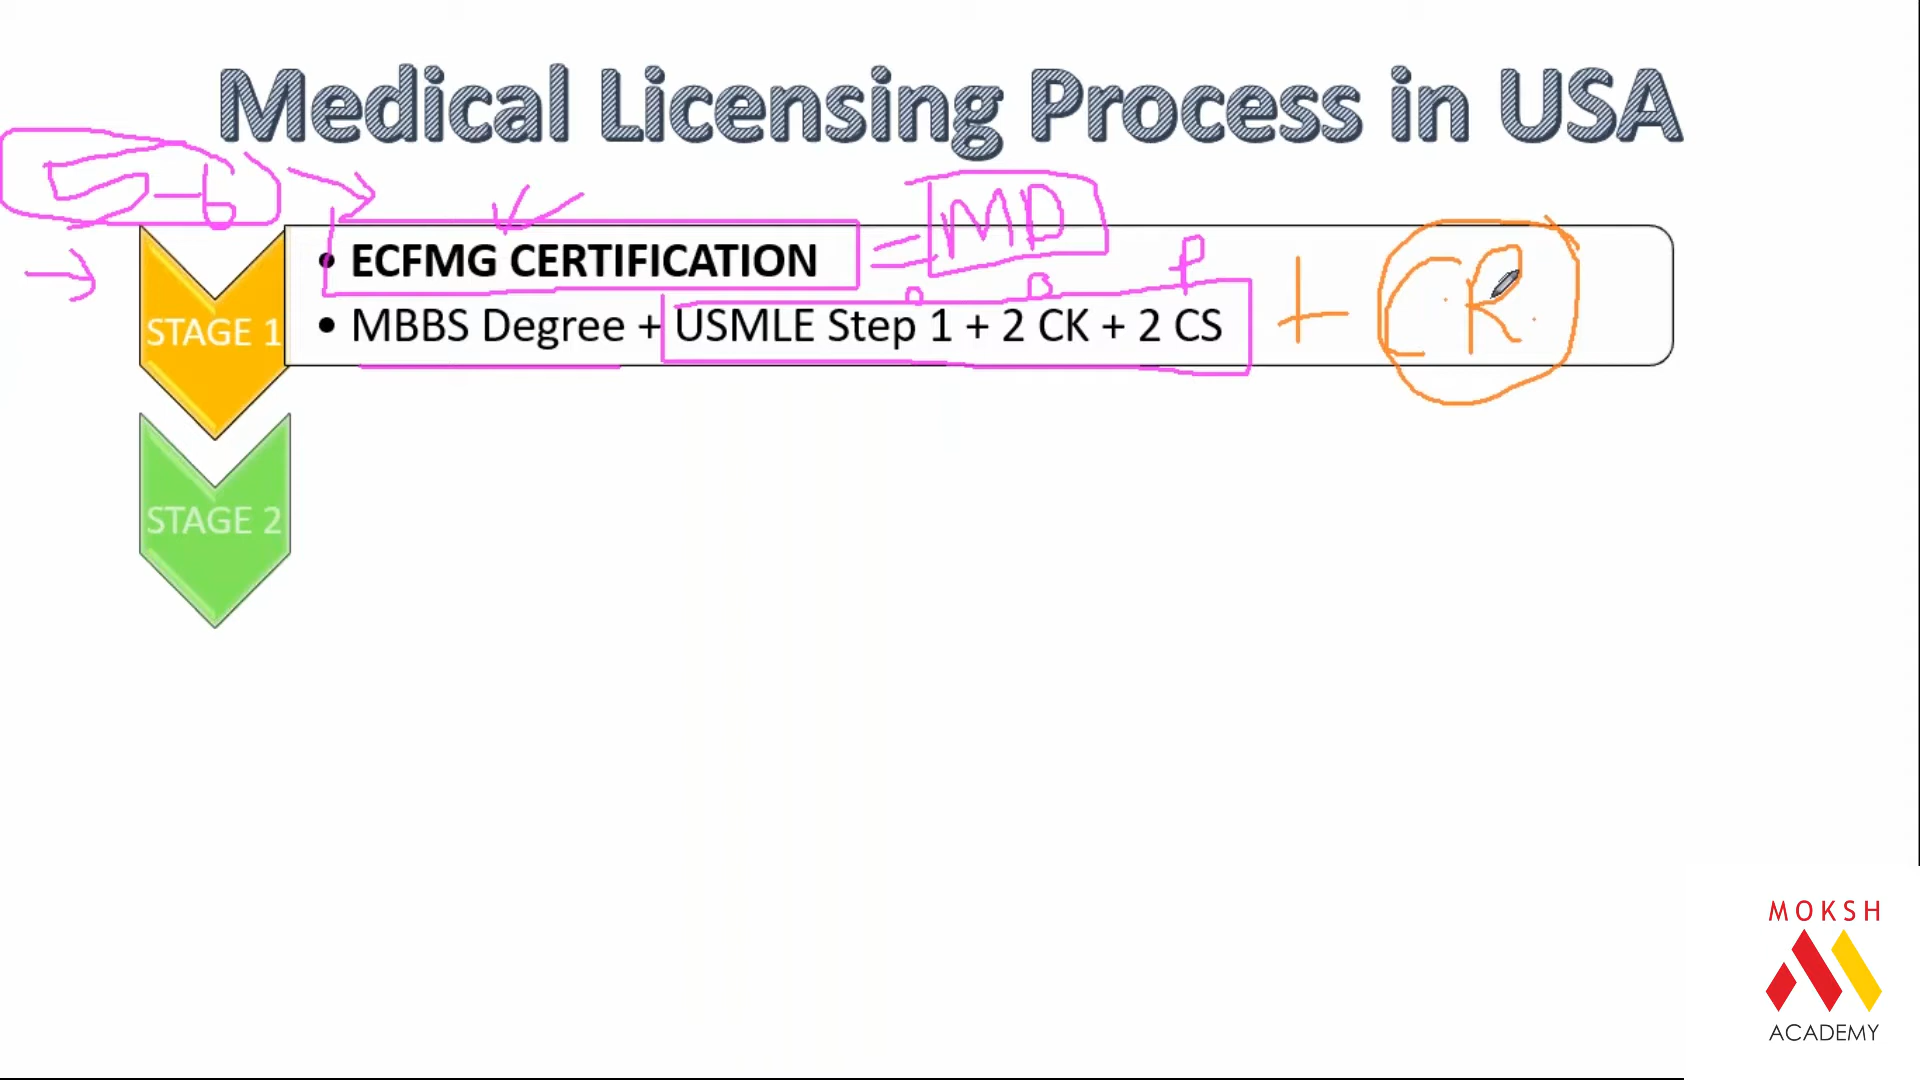 Medical Licensing Process in USA
5-6
MD
• ECFMG CERTIFICATION =
STAGE 1
• MBBS Degree + USMLE Step 1 + 2 CK + 2 CS + CR
P
STAGE 2
MOKSH
ACADEMY